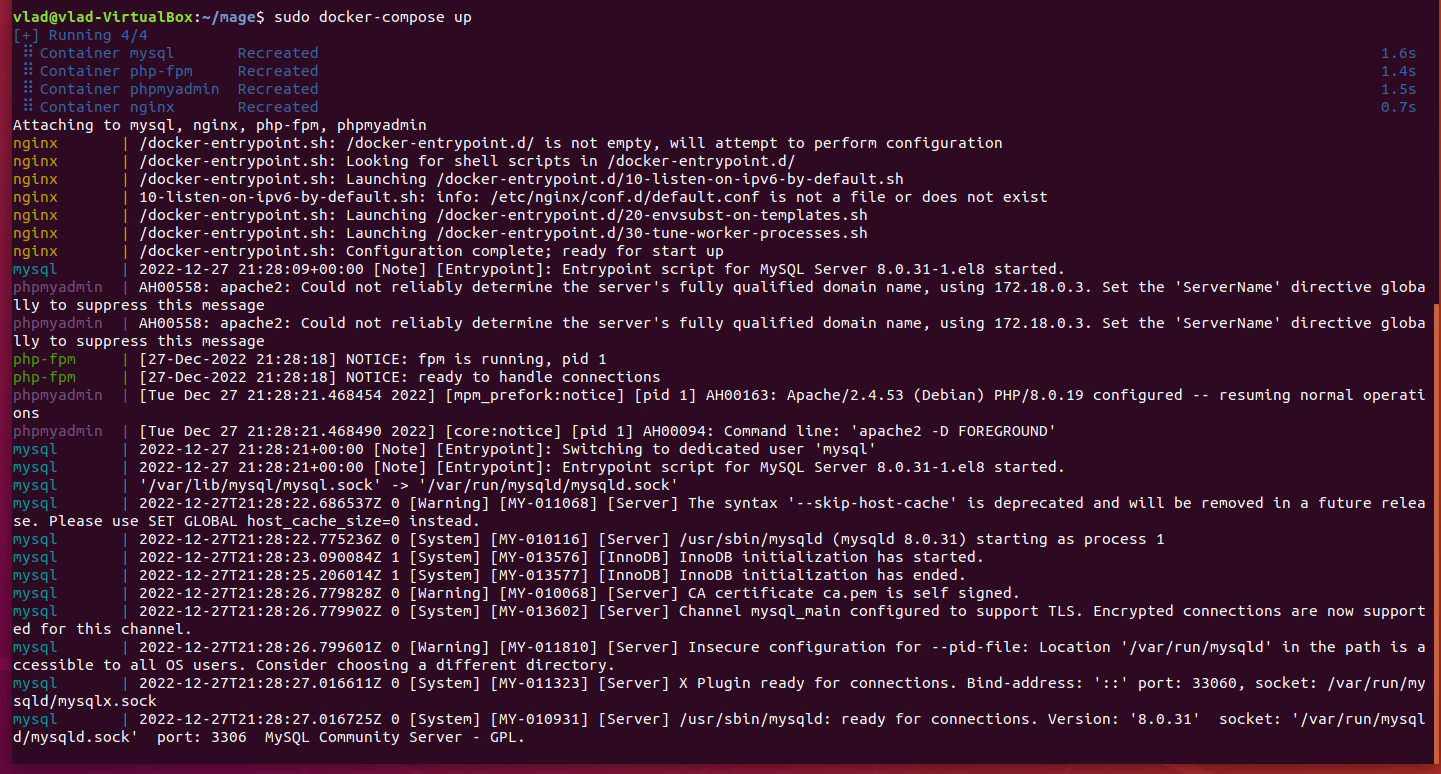 vlad@vlad-VirtualBox:~/mage$ sudo docker-compose up
[+] Running 4/4
⠿ Container mysql       Recreated 1.6s
⠿ Container php-fpm     Recreated 1.4s
⠿ Container phpmyadmin  Recreated 1.5s
⠿ Container nginx       Recreated 0.7s
Attaching to mysql, nginx, php-fpm, phpmyadmin
nginx       | /docker-entrypoint.sh: /docker-entrypoint.d/ is not empty, will attempt to perform configuration
nginx       | /docker-entrypoint.sh: Looking for shell scripts in /docker-entrypoint.d/
nginx       | /docker-entrypoint.sh: Launching /docker-entrypoint.d/10-listen-on-ipv6-by-default.sh
nginx       | 10-listen-on-ipv6-by-default.sh: info: /etc/nginx/conf.d/default.conf is not a file or does not exist
nginx       | /docker-entrypoint.sh: Launching /docker-entrypoint.d/20-envsubst-on-templates.sh
nginx       | /docker-entrypoint.sh: Launching /docker-entrypoint.d/30-tune-worker-processes.sh
nginx       | /docker-entrypoint.sh: Configuration complete; ready for start up
mysql       | 2022-12-27 21:28:09+00:00 [Note] [Entrypoint]: Entrypoint script for MySQL Server 8.0.31-1.el8 started.
phpmyadmin  | AH00558: apache2: Could not reliably determine the server's fully qualified domain name, using 172.18.0.3. Set the 'ServerName' directive globa
lly to suppress this message
phpmyadmin  | AH00558: apache2: Could not reliably determine the server's fully qualified domain name, using 172.18.0.3. Set the 'ServerName' directive globa
lly to suppress this message
php-fpm     | [27-Dec-2022 21:28:18] NOTICE: fpm is running, pid 1
php-fpm     | [27-Dec-2022 21:28:18] NOTICE: ready to handle connections
phpmyadmin  | [Tue Dec 27 21:28:21.468454 2022] [mpm_prefork:notice] [pid 1] AH00163: Apache/2.4.53 (Debian) PHP/8.0.19 configured -- resuming normal operati
ons
phpmyadmin  | [Tue Dec 27 21:28:21.468490 2022] [core:notice] [pid 1] AH00094: Command line: 'apache2 -D FOREGROUND'
mysql       | 2022-12-27 21:28:21+00:00 [Note] [Entrypoint]: Switching to dedicated user 'mysql'
mysql       | 2022-12-27 21:28:21+00:00 [Note] [Entrypoint]: Entrypoint script for MySQL Server 8.0.31-1.el8 started.
mysql       | '/var/lib/mysql/mysql.sock' -> '/var/run/mysqld/mysqld.sock'
mysql       | 2022-12-27T21:28:22.686537Z 0 [Warning] [MY-011068] [Server] The syntax '--skip-host-cache' is deprecated and will be removed in a future relea
se. Please use SET GLOBAL host_cache_size=0 instead.
mysql       | 2022-12-27T21:28:22.775236Z 0 [System] [MY-010116] [Server] /usr/sbin/mysqld (mysqld 8.0.31) starting as process 1
mysql       | 2022-12-27T21:28:23.090084Z 1 [System] [MY-013576] [InnoDB] InnoDB initialization has started.
mysql       | 2022-12-27T21:28:25.206014Z 1 [System] [MY-013577] [InnoDB] InnoDB initialization has ended.
mysql       | 2022-12-27T21:28:26.779828Z 0 [Warning] [MY-010068] [Server] CA certificate ca.pem is self signed.
mysql       | 2022-12-27T21:28:26.779902Z 0 [System] [MY-013602] [Server] Channel mysql_main configured to support TLS. Encrypted connections are now support
ed for this channel.
mysql       | 2022-12-27T21:28:26.799601Z 0 [Warning] [MY-011810] [Server] Insecure configuration for --pid-file: Location '/var/run/mysqld' in the path is a
ccessible to all OS users. Consider choosing a different directory.
mysql       | 2022-12-27T21:28:27.016611Z 0 [System] [MY-011323] [Server] X Plugin ready for connections. Bind-address: '::' port: 33060, socket: /var/run/my
sqld/mysqlx.sock
mysql       | 2022-12-27T21:28:27.016725Z 0 [System] [MY-010931] [Server] /usr/sbin/mysqld: ready for connections. Version: '8.0.31'  socket: '/var/run/mysql
d/mysqld.sock'  port: 3306  MySQL Community Server - GPL.